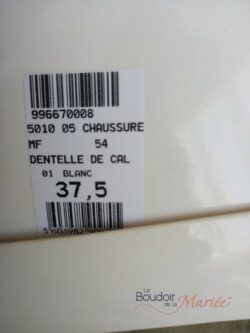 996670008
5010 05 CHAUSSURE
MF 54
DENTELLE DE CAL
01 BLANC
37,5
Le
Boudoir
de la Mariée